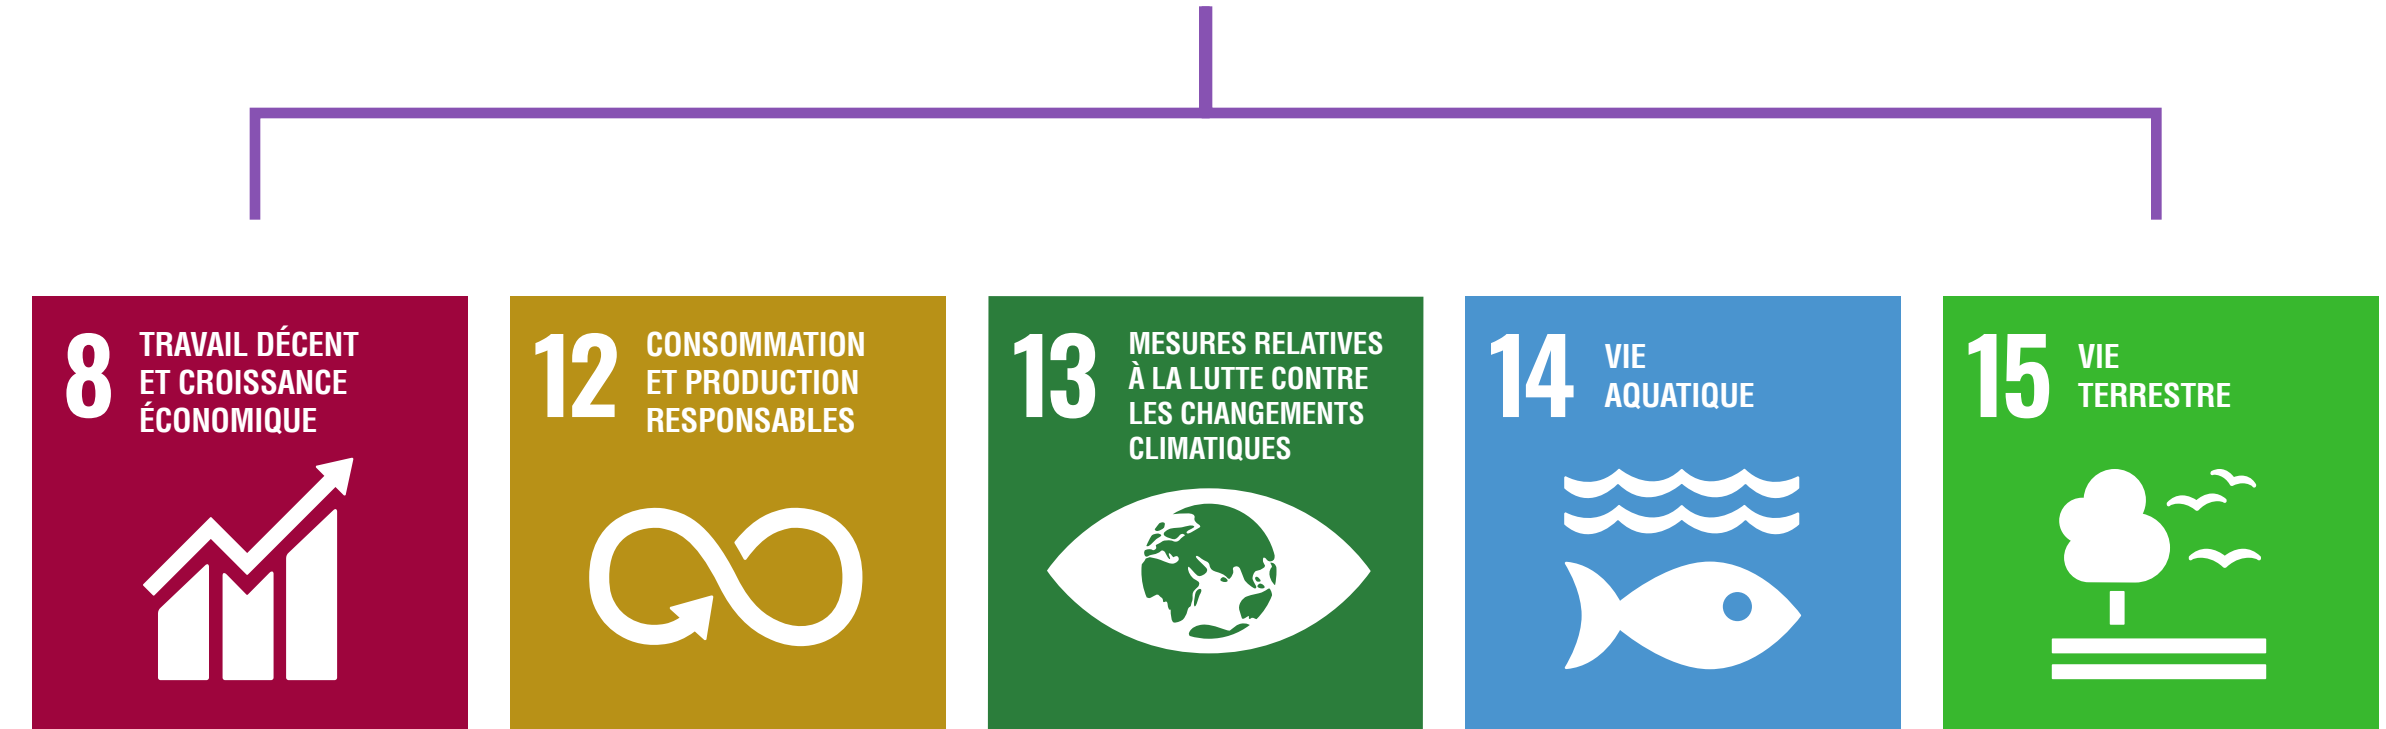 8
TRAVAIL DÉCENT
ET CROISSANCE
ÉCONOMIQUE
12
CONSOMMATION
ET PRODUCTION
RESPONSABLES
13
MESURES RELATIVES
À LA LUTTE CONTRE
LES CHANGEMENTS
CLIMATIQUES
14
VIE
AQUATIQUE
15
VIE
TERRESTRE